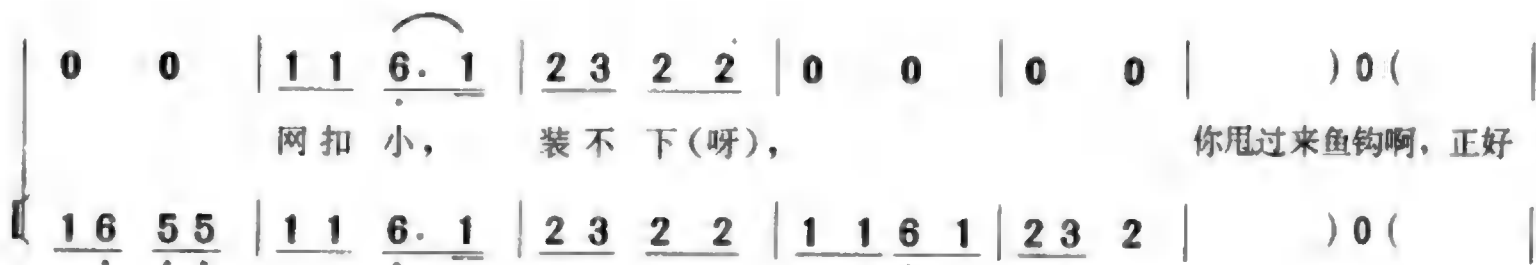 0 0 | 1 1 6. 1 | 2 3 2 2 | 0 0 | 0 0 | ) 0 ( |
网扣 小， 装不 下(呀)， 你甩过来鱼钩啊，正好
1 6 5 5 | 1 1 6. 1 | 2 3 2 2 | 1 1 6 1 | 2 3 2 | ) 0 ( |